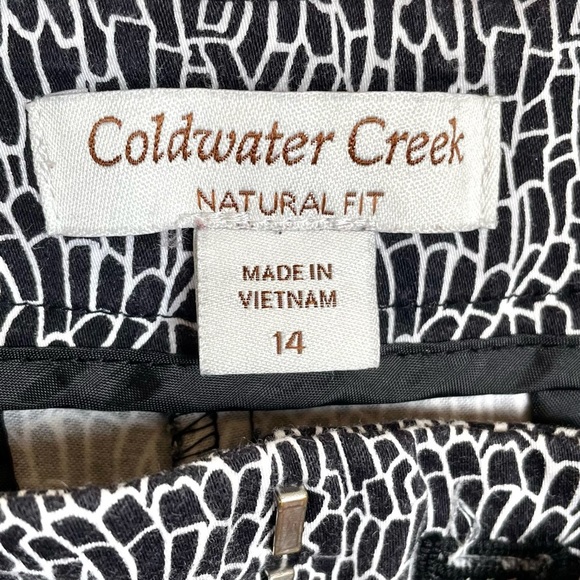 Coldwater Creek
NATURAL FIT
MADE IN
VIETNAM
14